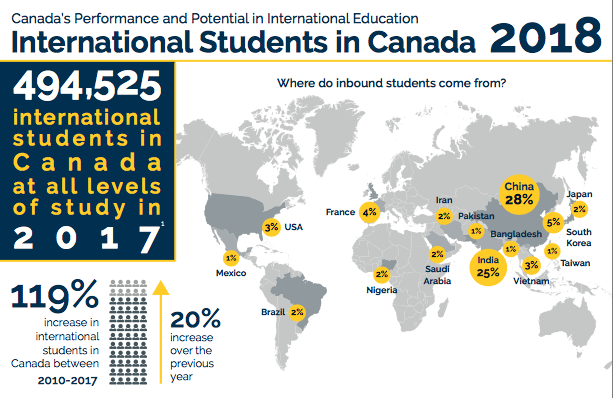 Canada's Performance and Potential in International Education
International Students in Canada 2018
494,525
international
students in
Canada
at all levels
of study in
2017¹
119%
increase in
international
students in
Canada between
2010-2017
20%
increase
over the
previous
year
Where do inbound students come from?
USA
3%
Mexico
1%
Brazil
2%
France
4%
Nigeria
2%
Iran
2%
Saudi
Arabia
2%
Pakistan
1%
India
25%
Bangladesh
1%
China
28%
Vietnam
3%
Taiwan
1%
South
Korea
5%
Japan
2%